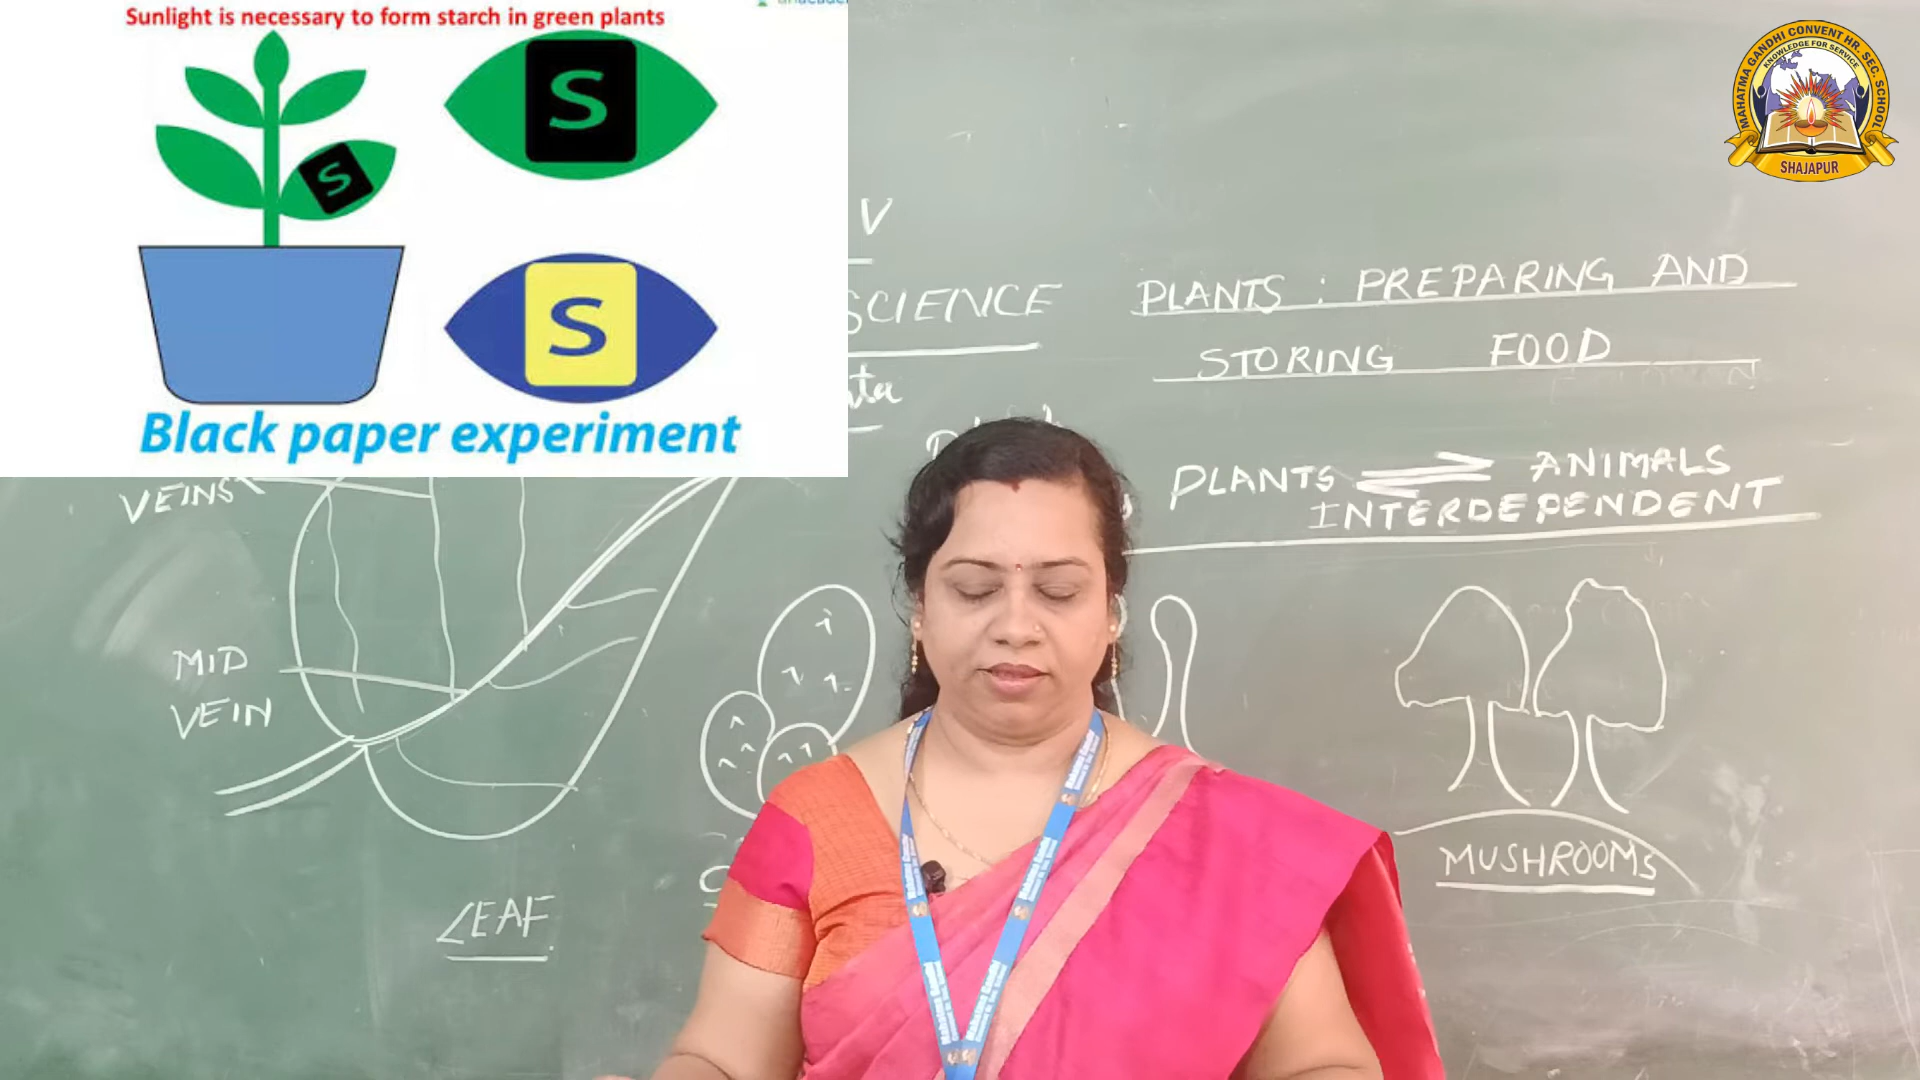 Sunlight is necessary to form starch in green plants
S
S
S
Black paper experiment
MAHATMA GANDHI CONVENT HR. SEC. SCHOOL
KNOWLEDGE FOR SERVICE
SHAJAPUR
V
SCIENCE
PLANTS : PREPARING AND
STORING FOOD
PLANTS ⇌ ANIMALS
INTERDEPENDENT
VEINS
MID
VEIN
LEAF
MUSHROOMS